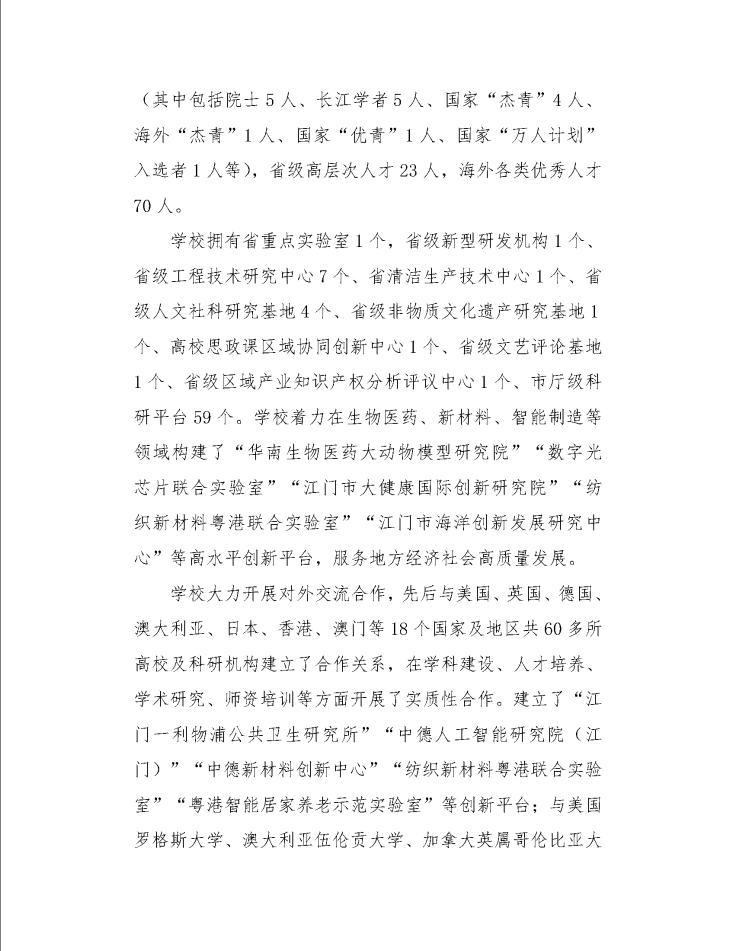 （其中包括院士 5 人、长江学者 5 人、国家“杰青”4 人、
海外“杰青”1 人、国家“优青”1 人、国家“万人计划”
入选者 1 人等），省级高层次人才 23 人，海外各类优秀人才
70 人。
学校拥有省重点实验室 1 个，省级新型研发机构 1 个、
省级工程技术研究中心 7 个、省清洁生产技术中心 1 个、省
级人文社科研究基地 4 个、省级非物质文化遗产研究基地 1
个、高校思政课区域协同创新中心 1 个、省级文艺评论基地
1 个、省级区域产业知识产权分析评议中心 1 个、市厅级科
研平台 59 个。学校着力在生物医药、新材料、智能制造等
领域构建了“华南生物医药大动物模型研究院”“数字光
芯片联合实验室”“江门市大健康国际创新研究院”“纺
织新材料粤港联合实验室”“江门市海洋创新发展研究中
心”等高水平创新平台，服务地方经济社会高质量发展。
学校大力开展对外交流合作，先后与美国、英国、德国、
澳大利亚、日本、香港、澳门等 18 个国家及地区共 60 多所
高校及科研机构建立了合作关系，在学科建设、人才培养、
学术研究、师资培训等方面开展了实质性合作。建立了“江
门一利物浦公共卫生研究所”“中德人工智能研究院（江
门）”“中德新材料创新中心”“纺织新材料粤港联合实验
室”“粤港智能居家养老示范实验室”等创新平台；与美国
罗格斯大学、澳大利亚伍伦贡大学、加拿大英属哥伦比亚大